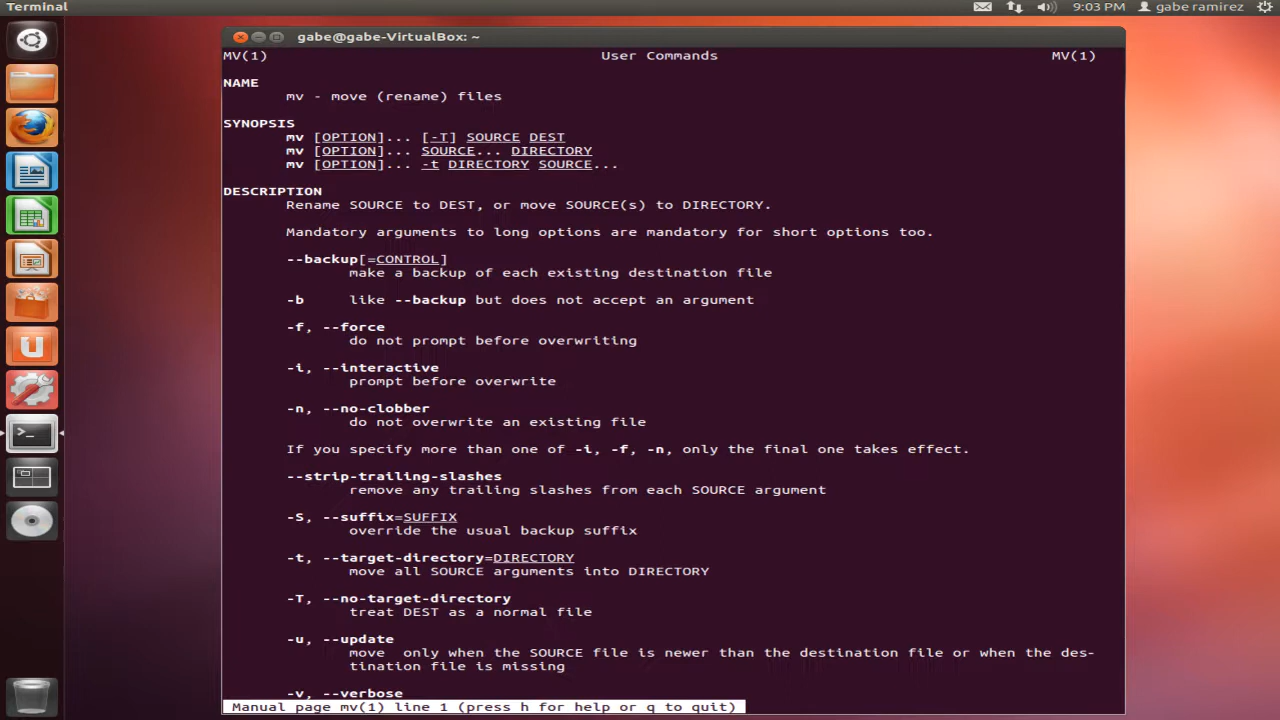 Terminal
9:03 PM
gabe ramirez
gabe@gabe-VirtualBox: ~
MV(1) User Commands MV(1)
NAME
mv - move (rename) files
SYNOPSIS
mv [OPTION]... [-T] SOURCE DEST
mv [OPTION]... SOURCE... DIRECTORY
mv [OPTION]... -t DIRECTORY SOURCE...
DESCRIPTION
Rename SOURCE to DEST, or move SOURCE(s) to DIRECTORY.
Mandatory arguments to long options are mandatory for short options too.
--backup[=CONTROL]
make a backup of each existing destination file
-b like --backup but does not accept an argument
-f, --force
do not prompt before overwriting
-i, --interactive
prompt before overwrite
-n, --no-clobber
do not overwrite an existing file
If you specify more than one of -i, -f, -n, only the final one takes effect.
--strip-trailing-slashes
remove any trailing slashes from each SOURCE argument
-S, --suffix=SUFFIX
override the usual backup suffix
-t, --target-directory=DIRECTORY
move all SOURCE arguments into DIRECTORY
-T, --no-target-directory
treat DEST as a normal file
-u, --update
move  only when the SOURCE file is newer than the destination file or when the des-
tination file is missing
-v, --verbose
Manual page mv(1) line 1 (press h for help or q to quit)